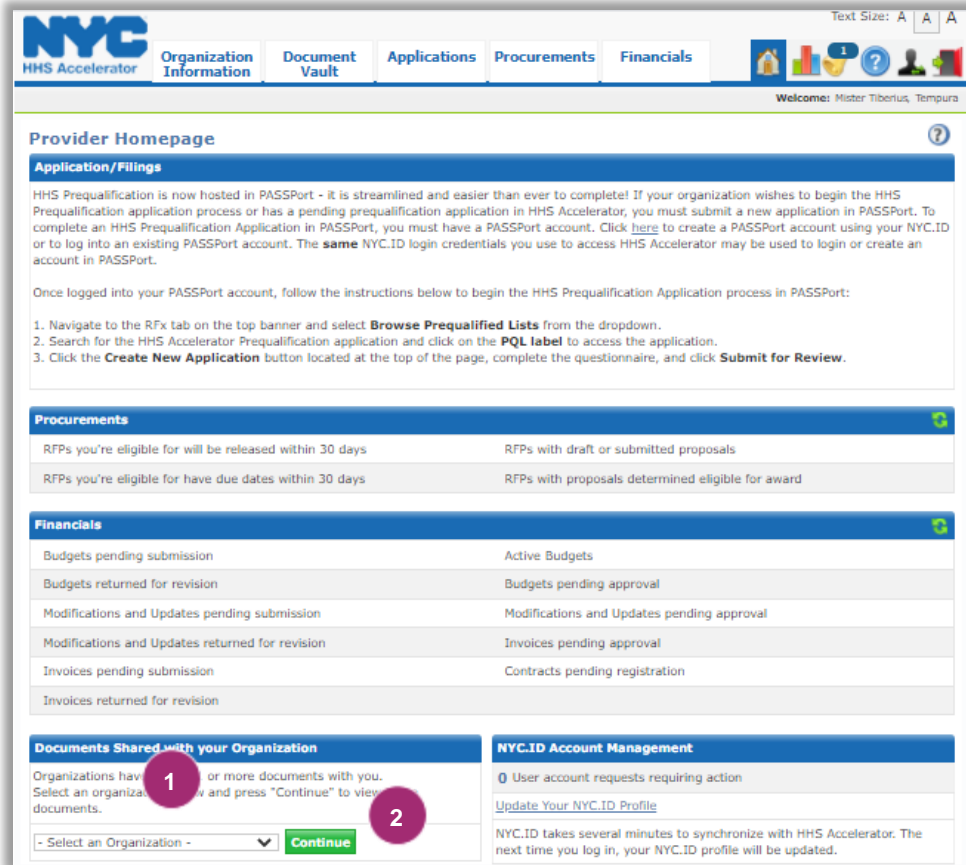 Text Size: A A A
NYC
HHS Accelerator
Organization Information
Document Vault
Applications
Procurements
Financials
1
Welcome: Mister Tiberius, Tempura
Provider Homepage
Application/Filings
HHS Prequalification is now hosted in PASSPort - it is streamlined and easier than ever to complete! If your organization wishes to begin the HHS
Prequalification application process or has a pending prequalification application in HHS Accelerator, you must submit a new application in PASSPort. To
complete an HHS Prequalification Application in PASSPort, you must have a PASSPort account. Click here to create a PASSPort account using your NYC.ID
or to log into an existing PASSPort account. The same NYC.ID login credentials you use to access HHS Accelerator may be used to login or create an
account in PASSPort.
Once logged into your PASSPort account, follow the instructions below to begin the HHS Prequalification Application process in PASSPort:
1. Navigate to the RFx tab on the top banner and select Browse Prequalified Lists from the dropdown.
2. Search for the HHS Accelerator Prequalification application and click on the PQL label to access the application.
3. Click the Create New Application button located at the top of the page, complete the questionnaire, and click Submit for Review.
Procurements
RFPs you're eligible for will be released within 30 days
RFPs with draft or submitted proposals
RFPs you're eligible for have due dates within 30 days
RFPs with proposals determined eligible for award
Financials
Budgets pending submission
Active Budgets
Budgets returned for revision
Budgets pending approval
Modifications and Updates pending submission
Modifications and Updates pending approval
Modifications and Updates returned for revision
Invoices pending approval
Invoices pending submission
Contracts pending registration
Invoices returned for revision
Documents Shared with your Organization
Organizations have or more documents with you.
Select an and press "Continue" to view
documents.
1
2
- Select an Organization -
Continue
NYC.ID Account Management
0 User account requests requiring action
Update Your NYC.ID Profile
NYC.ID takes several minutes to synchronize with HHS Accelerator. The
next time you log in, your NYC.ID profile will be updated.